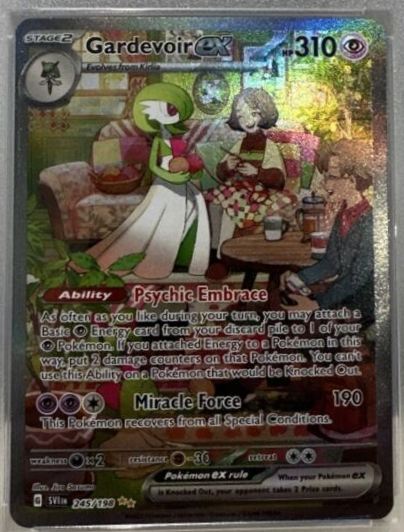 STAGE 2
Gardevoir ex HP 310
Evolves from Kirlia
Ability Psychic Embrace
As often as you like during your turn, you may attach a
Basic Energy card from your discard pile to 1 of your
Pokémon. If you attached Energy to a Pokémon in this
way, put 2 damage counters on that Pokémon. You can't
use this Ability on a Pokémon that would be Knocked Out.
Miracle Force 190
This Pokémon recovers from all Special Conditions.
weakness ×2 resistance -30 retreat
Pokémon ex rule When your Pokémon ex
is Knocked Out, your opponent takes 2 Prize cards.
Illus. Jiro Sasumo
G SVI EN 245/198